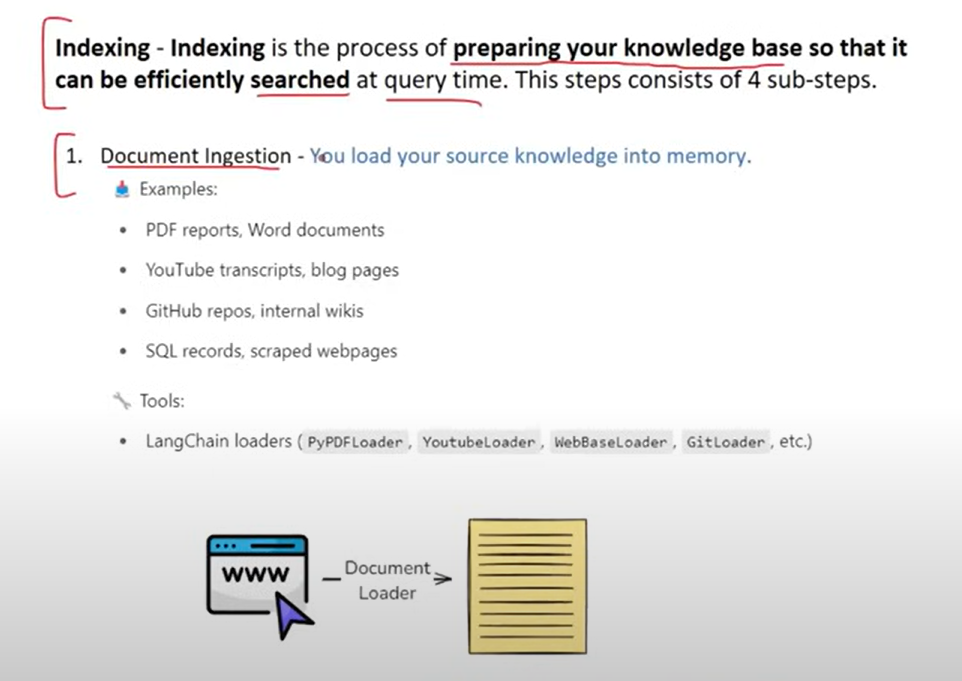 Indexing - Indexing is the process of preparing your knowledge base so that it
can be efficiently searched at query time. This steps consists of 4 sub-steps.
1. Document Ingestion - You load your source knowledge into memory.
Examples:
• PDF reports, Word documents
• YouTube transcripts, blog pages
• GitHub repos, internal wikis
• SQL records, scraped webpages
Tools:
• LangChain loaders (PyPDFLoader, YoutubeLoader, WebBaseLoader, GitLoader, etc.)
www
Document
Loader